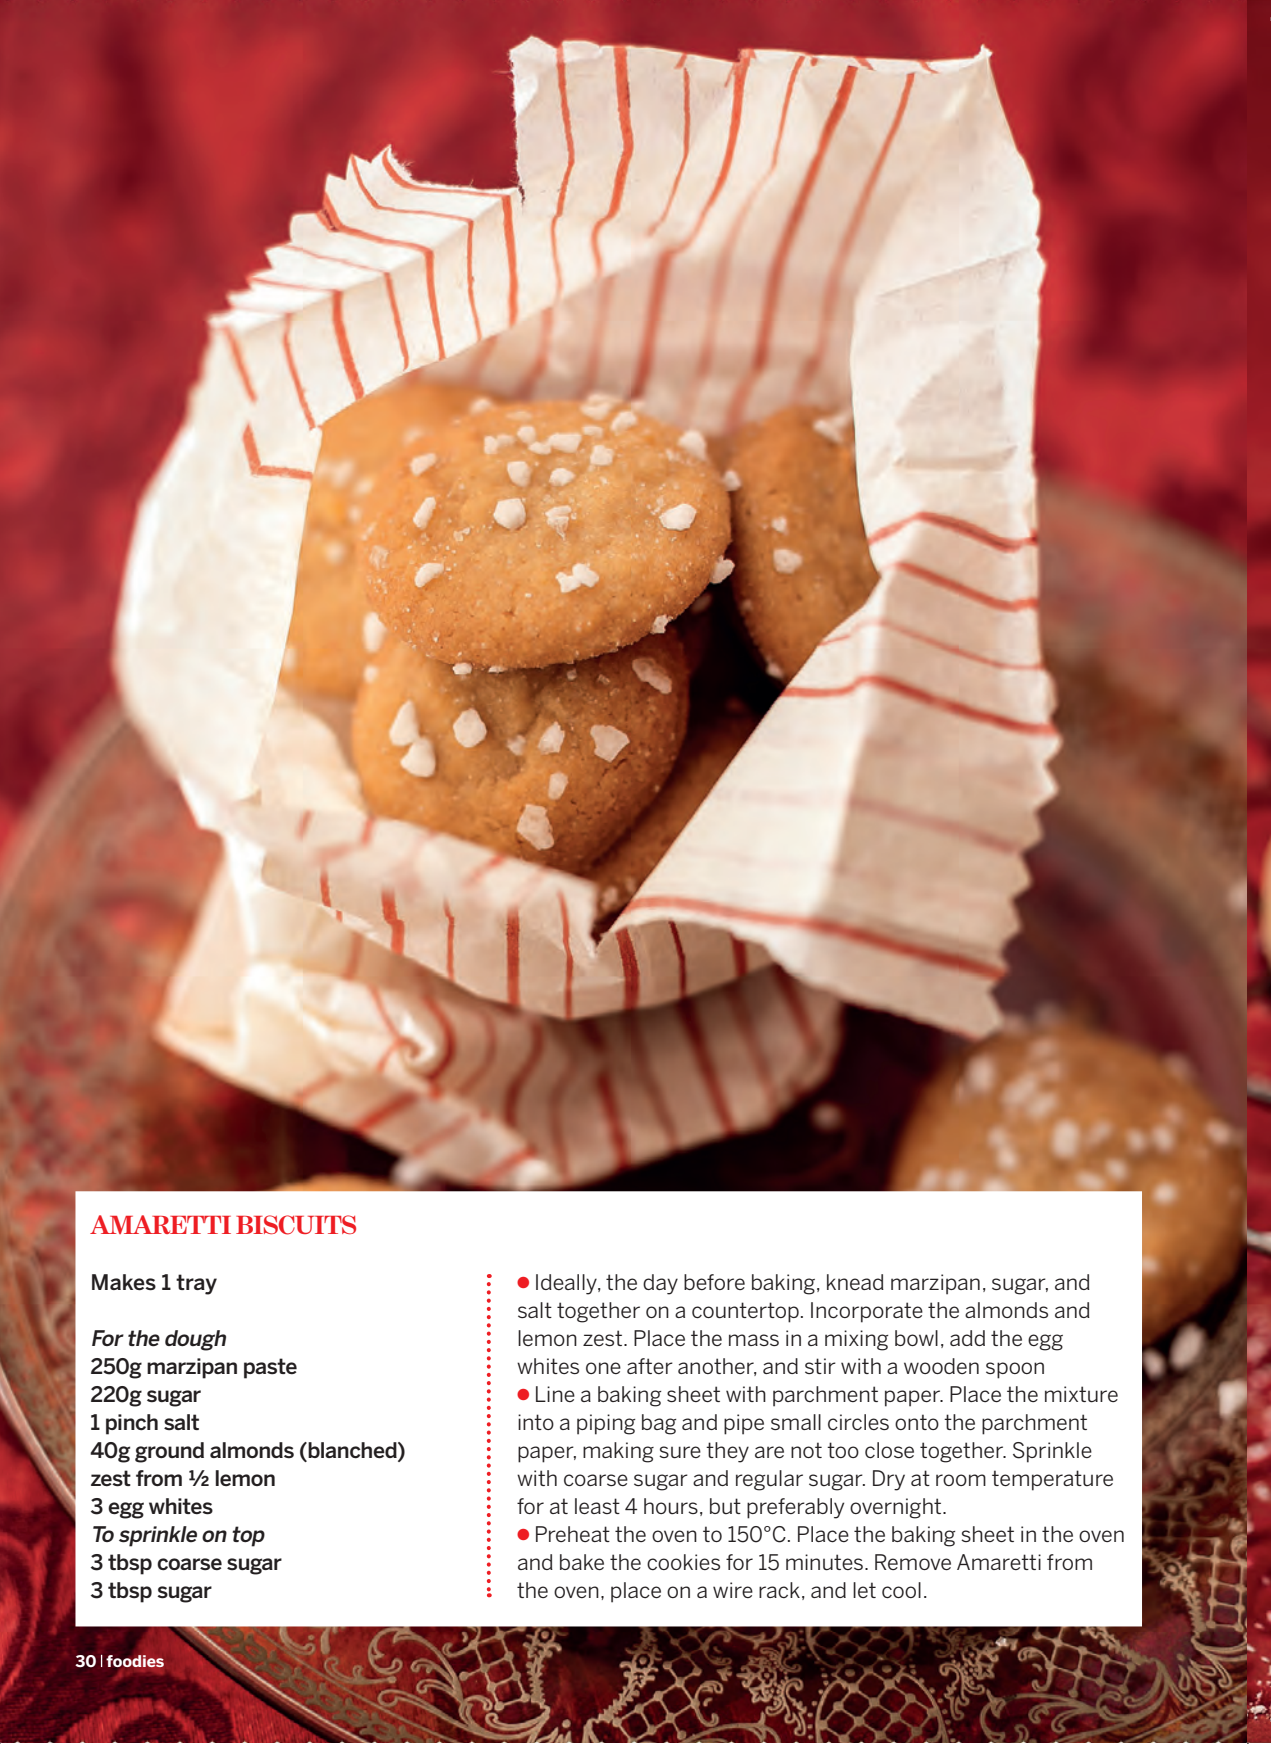 AMARETTI BISCUITS
Makes 1 tray
For the dough
250g marzipan paste
220g sugar
1 pinch salt
40g ground almonds (blanched)
zest from ½ lemon
3 egg whites
To sprinkle on top
3 tbsp coarse sugar
3 tbsp sugar
● Ideally, the day before baking, knead marzipan, sugar, and
salt together on a countertop. Incorporate the almonds and
lemon zest. Place the mass in a mixing bowl, add the egg
whites one after another, and stir with a wooden spoon
● Line a baking sheet with parchment paper. Place the mixture
into a piping bag and pipe small circles onto the parchment
paper, making sure they are not too close together. Sprinkle
with coarse sugar and regular sugar. Dry at room temperature
for at least 4 hours, but preferably overnight.
● Preheat the oven to 150°C. Place the baking sheet in the oven
and bake the cookies for 15 minutes. Remove Amaretti from
the oven, place on a wire rack, and let cool.
30 | foodies